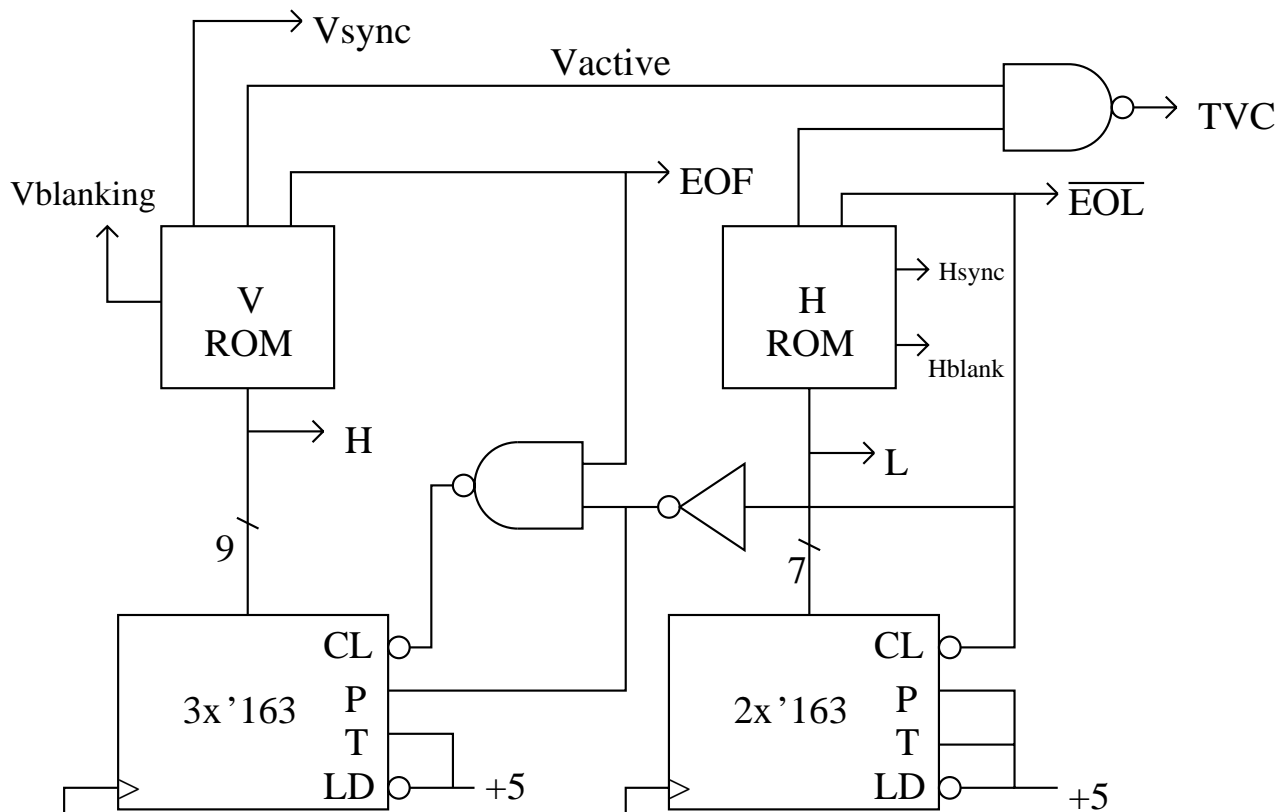 Vsync
Vactive
TVC
Vblanking
EOF
EOL
V
ROM
H
ROM
Hsync
Hblank
H
L
9
7
CL
P
T
LD
3x '163
+5
CL
P
T
LD
2x '163
+5